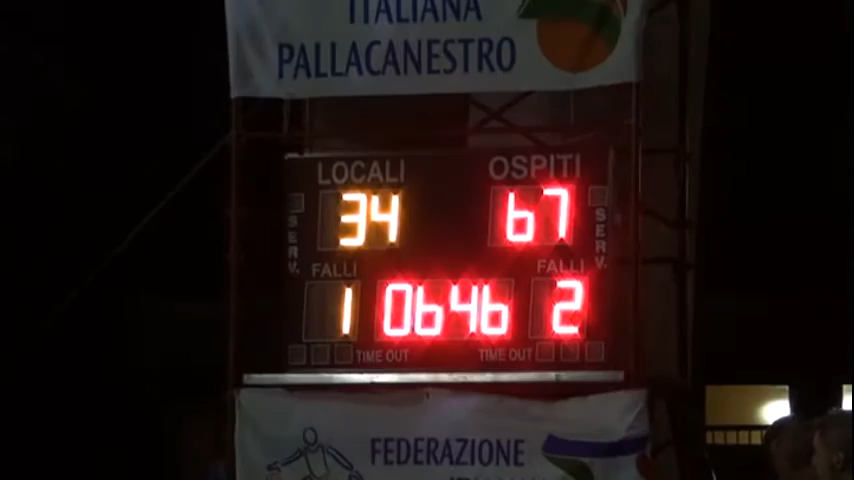 ITALIANA
PALLACANESTRO
LOCALI OSPITI
34 67
SERV. SERV.
FALLI FALLI
1 0646 2
TIME OUT TIME OUT
FEDERAZIONE